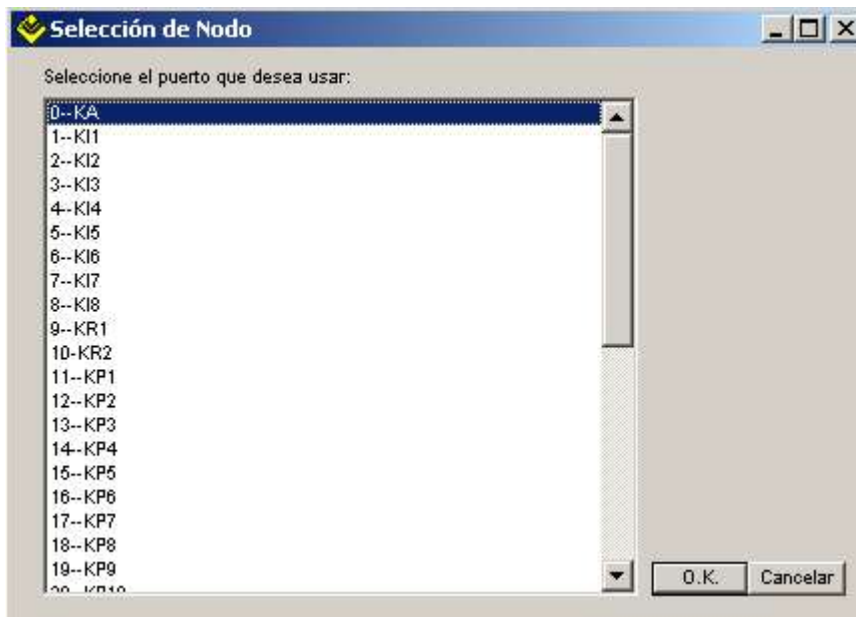 Selección de Nodo
Seleccione el puerto que desea usar:
0--KA
1--KI1
2--KI2
3--KI3
4--KI4
5--KI5
6--KI6
7--KI7
8--KI8
9--KR1
10-KR2
11--KP1
12--KP2
13--KP3
14--KP4
15--KP5
16--KP6
17--KP7
18--KP8
19--KP9
O.K. Cancelar